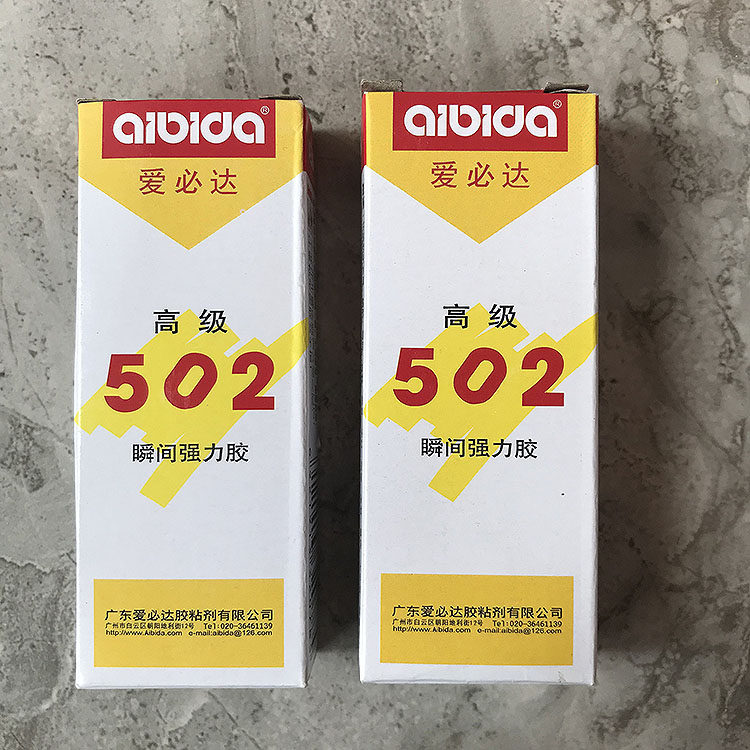 aibida®
爱必达
高级
502
瞬间强力胶
广东爱必达胶粘剂有限公司
广州市白云区朝阳地利街12号 Tel:020-36461139
http://www.Aibida.com e-mail:aibida@126.com
aibida®
爱必达
高级
502
瞬间强力胶
广东爱必达胶粘剂有限公司
广州市白云区朝阳地利街12号 Tel:020-36461139
http://www.Aibida.com e-mail:aibida@126.com